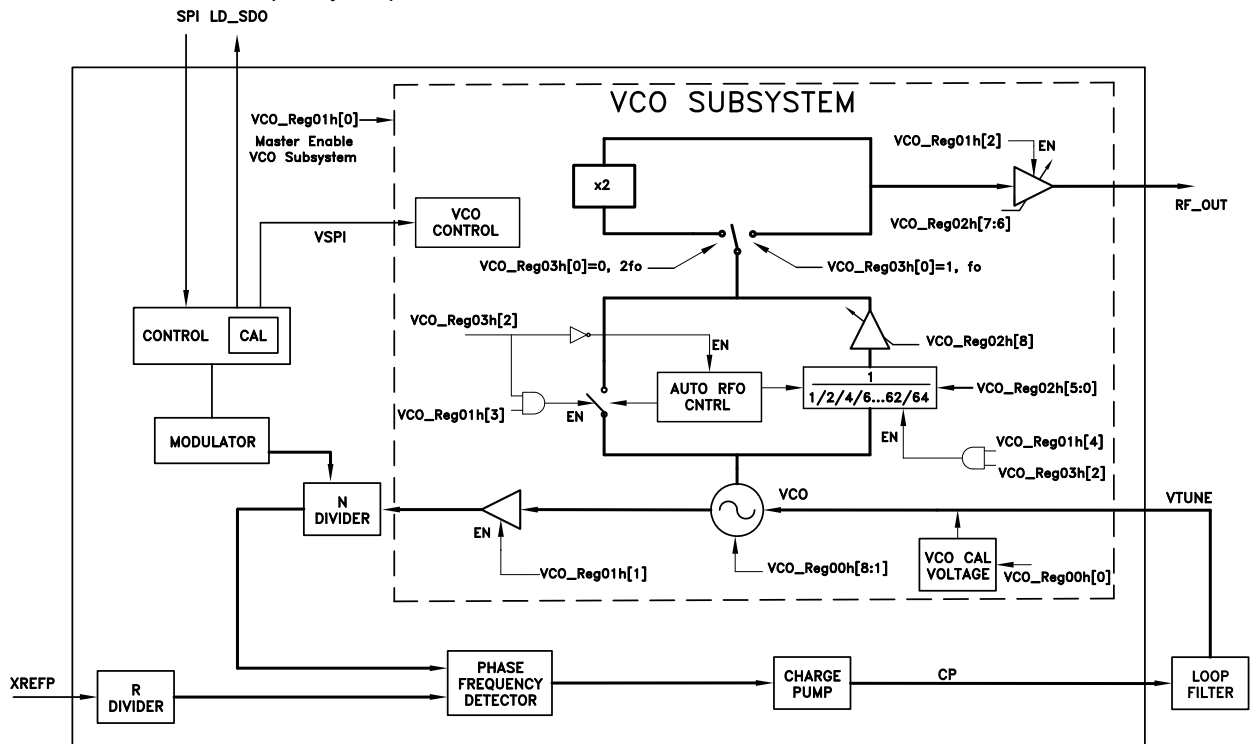 SPI LD_SDO
VCO SUBSYSTEM
VCO_Reg01h[0]
Master Enable
VCO Subsystem
VCO_Reg01h[2]
EN
x2
RF_OUT
VCO_Reg02h[7:6]
VCO
CONTROL
VSPI
VCO_Reg03h[0]=0, 2fo
VCO_Reg03h[0]=1, fo
CONTROL
CAL
VCO_Reg03h[2]
EN
VCO_Reg02h[8]
AUTO RFO
CNTRL
1
1/2/4/6...62/64
VCO_Reg02h[5:0]
VCO_Reg01h[3]
EN
EN
VCO_Reg01h[4]
VCO_Reg03h[2]
MODULATOR
N
DIVIDER
EN
VCO
VTUNE
VCO_Reg01h[1]
VCO_Reg00h[8:1]
VCO CAL
VOLTAGE
VCO_Reg00h[0]
XREFP
R
DIVIDER
PHASE
FREQUENCY
DETECTOR
CHARGE
PUMP
CP
LOOP
FILTER